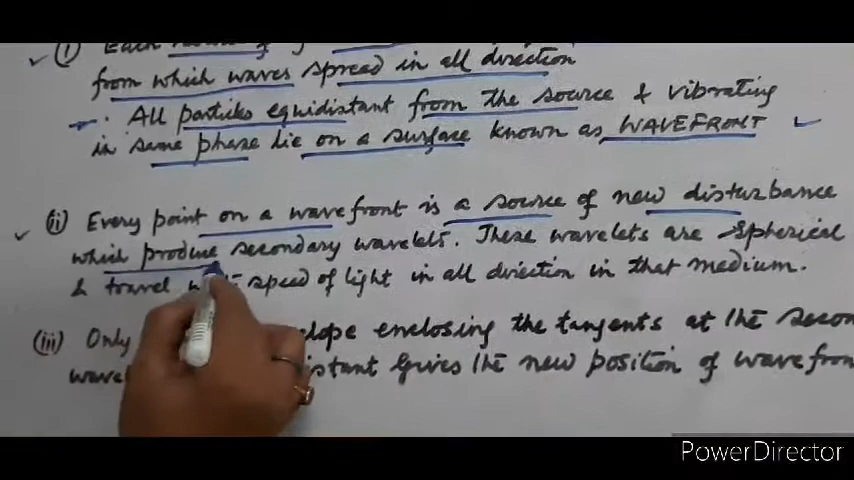 (i) Each
from which waves spread in all direction
All particles equidistant from the source & vibrating
in same phase lie on a surface known as WAVEFRONT
(ii) Every point on a wavefront is a source of new disturbance
which produce secondary wavelets. These wavelets are spherical
& travel speed of light in all direction in that medium.
(iii) Only enclosing the tangents at the secon
gives the new position of wavefron
PowerDirector